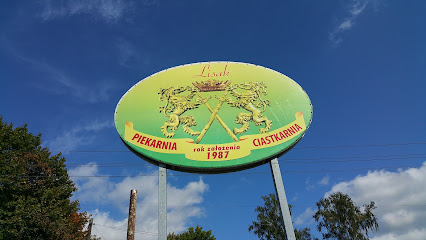 Lisak
PIEKARNIA CIASTKARNIA
rok założenia
1987